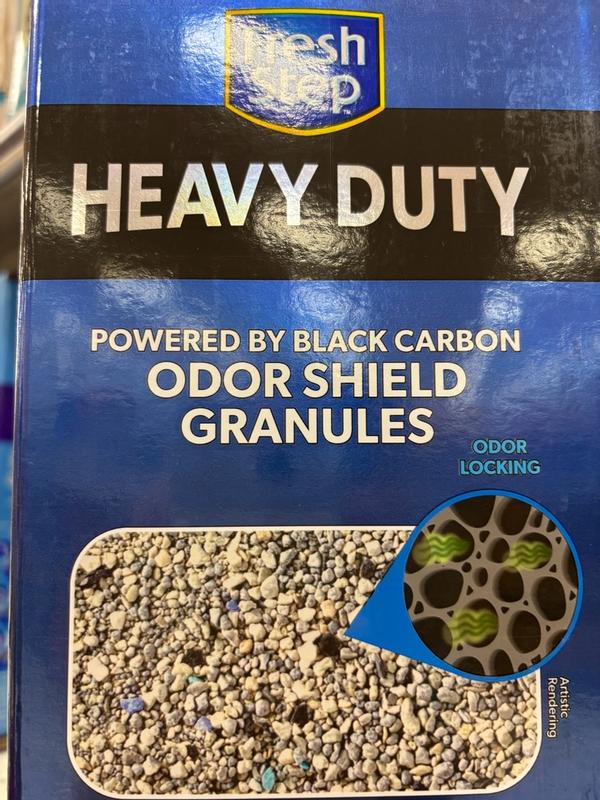 Fresh
Step
HEAVY DUTY
POWERED BY BLACK CARBON
ODOR SHIELD
GRANULES
ODOR
LOCKING
Artistic
Rendering